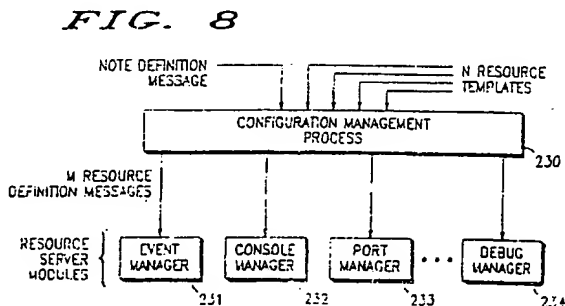 FIG. 8
NOTE DEFINITION
MESSAGE
N RESOURCE
TEMPLATES
CONFIGURATION MANAGEMENT
PROCESS
230
M RESOURCE
DEFINITION MESSAGES
RESOURCE
SERVER
MODULES
EVENT
MANAGER
CONSOLE
MANAGER
PORT
MANAGER
•••
DEBUG
MANAGER
231
232
233
234